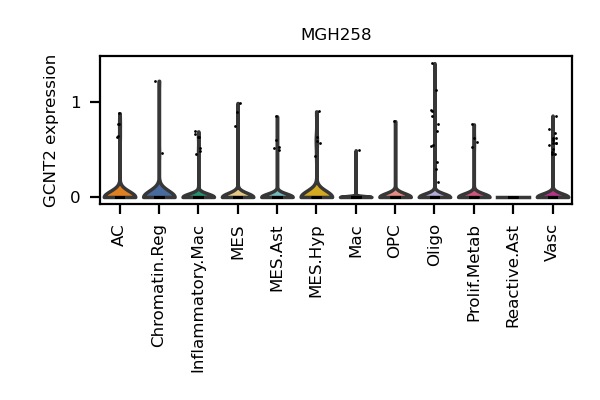 MGH258
GCNT2 expression
1
0
AC
Chromatin.Reg
Inflammatory.Mac
MES
MES.Ast
MES.Hyp
Mac
OPC
Oligo
Prolif.Metab
Reactive.Ast
Vasc